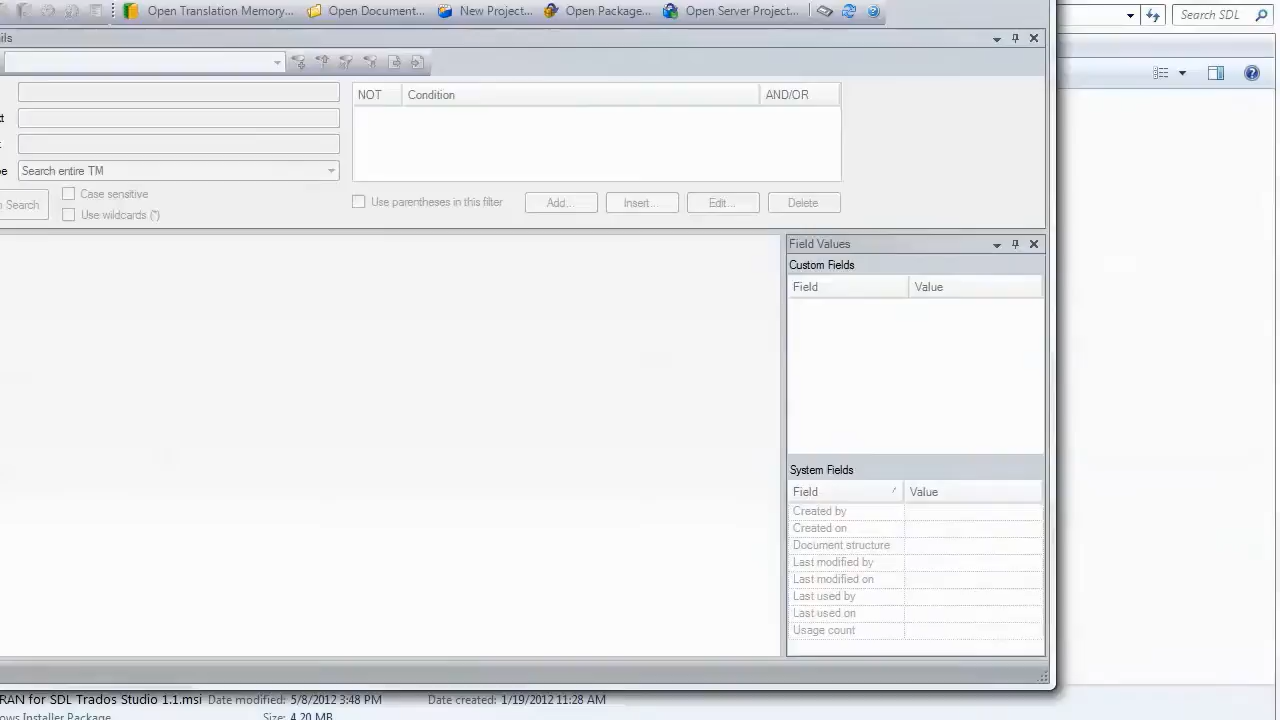 Open Translation Memory... Open Document... New Project... Open Package... Open Server Project... Search SDL
ils
NOT Condition AND/OR
t
:
pe Search entire TM
Case sensitive
n Search
Use wildcards (*)
Use parentheses in this filter Add... Insert... Edit... Delete
Field Values
Custom Fields
Field Value
System Fields
Field / Value
Created by
Created on
Document structure
Last modified by
Last modified on
Last used by
Last used on
Usage count
RAN for SDL Trados Studio 1.1.msi Date modified: 5/8/2012 3:48 PM Date created: 1/19/2012 11:28 AM
ows Installer Package Size: 4.20 MB